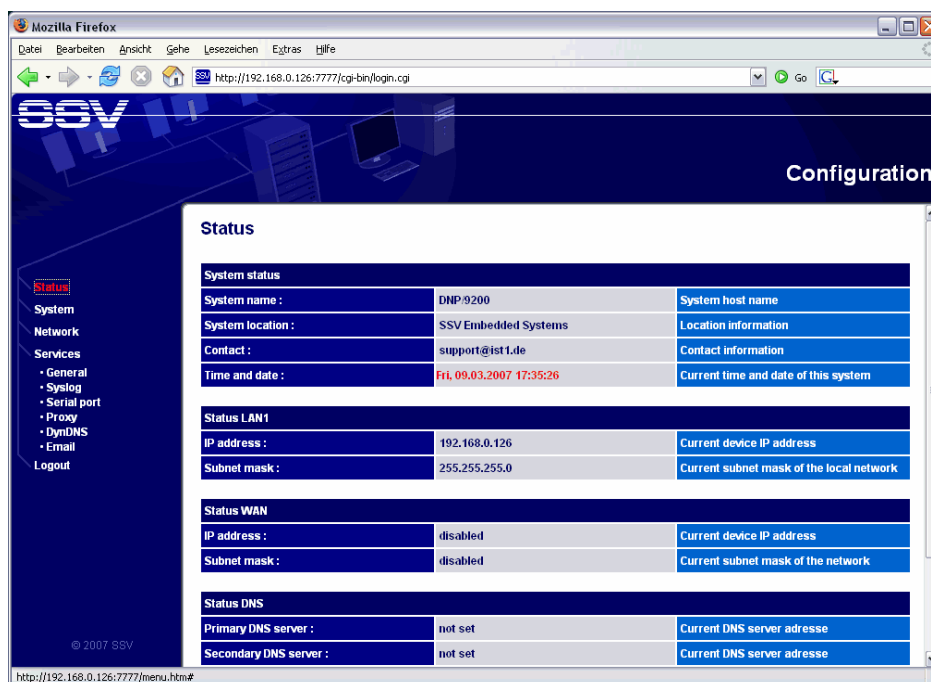 Mozilla Firefox
Datei Bearbeiten Ansicht Gehe Lesezeichen Extras Hilfe
http://192.168.0.126:7777/cgi-bin/login.cgi Go G
SSV
Configuration
Status
System
Network
Services
• General
• Syslog
• Serial port
• Proxy
• DynDNS
• Email
Logout
© 2007 SSV
Status
System status
System name : DNP/9200 System host name
System location : SSV Embedded Systems Location information
Contact : support@ist1.de Contact information
Time and date : Fri, 09.03.2007 17:35:26 Current time and date of this system
Status LAN1
IP address : 192.168.0.126 Current device IP address
Subnet mask : 255.255.255.0 Current subnet mask of the local network
Status WAN
IP address : disabled Current device IP address
Subnet mask : disabled Current subnet mask of the network
Status DNS
Primary DNS server : not set Current DNS server adresse
Secondary DNS server : not set Current DNS server adresse
http://192.168.0.126:7777/menu.htm#